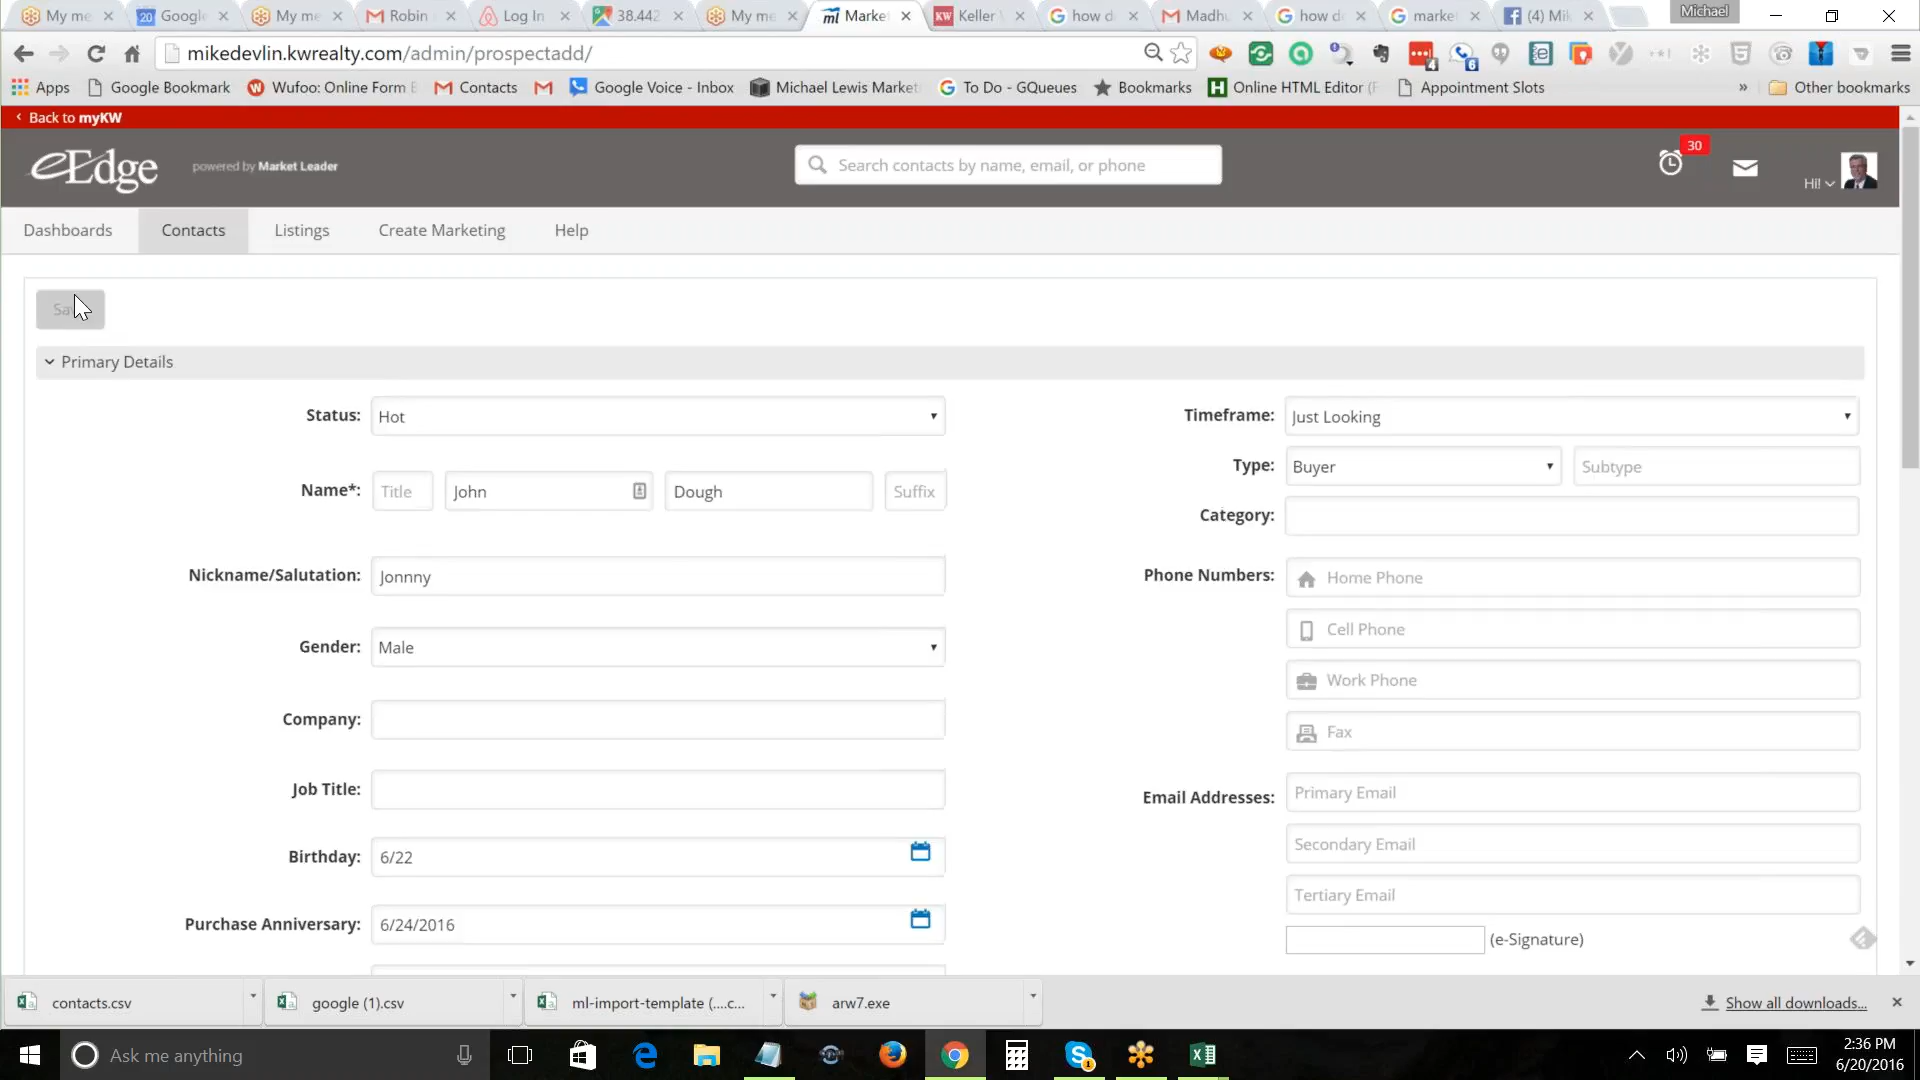 My me
20 Google
My me
Robin
Log In
38.442
My me
Marke
KW Keller
how d
Madhu
how d
marke
(4) Mik
Michael
mikedevlin.kwrealty.com/admin/prospectadd/
4
6
Apps
Google Bookmark
Wufoo: Online Form
Contacts
Google Voice - Inbox
Michael Lewis Market
To Do - GQueues
Bookmarks
Online HTML Editor
Appointment Slots
»
Other bookmarks
‹ Back to myKW
eEdge
powered by Market Leader
Search contacts by name, email, or phone
30
Hi!
Dashboards
Contacts
Listings
Create Marketing
Help
Primary Details
Status: Hot
Timeframe: Just Looking
Type: Buyer Subtype
Name*: Title John Dough Suffix
Category:
Nickname/Salutation: Jonnny
Phone Numbers: Home Phone
Cell Phone
Gender: Male
Work Phone
Company:
Fax
Job Title:
Email Addresses: Primary Email
Secondary Email
Birthday: 6/22
Tertiary Email
Purchase Anniversary: 6/24/2016
(e-Signature)
contacts.csv
google (1).csv
ml-import-template (....c...
arw7.exe
Show all downloads...
Ask me anything
2:36 PM
6/20/2016